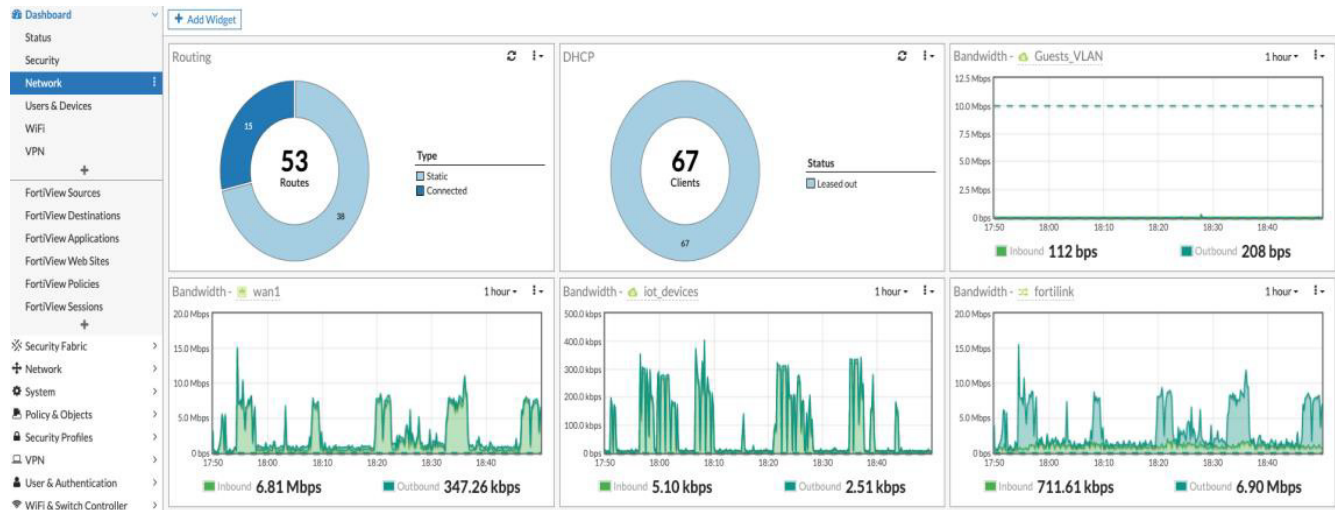 Dashboard
Status
Security
Network
Users & Devices
WiFi
VPN
+
FortiView Sources
FortiView Destinations
FortiView Applications
FortiView Web Sites
FortiView Policies
FortiView Sessions
+
Security Fabric
Network
System
Policy & Objects
Security Profiles
VPN
User & Authentication
WiFi & Switch Controller
+ Add Widget
Routing
15
53
Routes
38
Type
Static
Connected
DHCP
67
Clients
67
Status
Leased out
Bandwidth - Guests_VLAN 1 hour
12.5 Mbps
10.0 Mbps
7.5 Mbps
5.0 Mbps
2.5 Mbps
0 bps
17:50 18:00 18:10 18:20 18:30 18:40
Inbound 112 bps Outbound 208 bps
Bandwidth - wan1 1 hour
20.0 Mbps
15.0 Mbps
10.0 Mbps
5.0 Mbps
0 bps
17:50 18:00 18:10 18:20 18:30 18:40
Inbound 6.81 Mbps Outbound 347.26 kbps
Bandwidth - iot_devices 1 hour
500.0 kbps
400.0 kbps
300.0 kbps
200.0 kbps
100.0 kbps
0 bps
17:50 18:00 18:10 18:20 18:30 18:40
Inbound 5.10 kbps Outbound 2.51 kbps
Bandwidth - fortilink 1 hour
20.0 Mbps
15.0 Mbps
10.0 Mbps
5.0 Mbps
0 bps
17:50 18:00 18:10 18:20 18:30 18:40
Inbound 711.61 kbps Outbound 6.90 Mbps